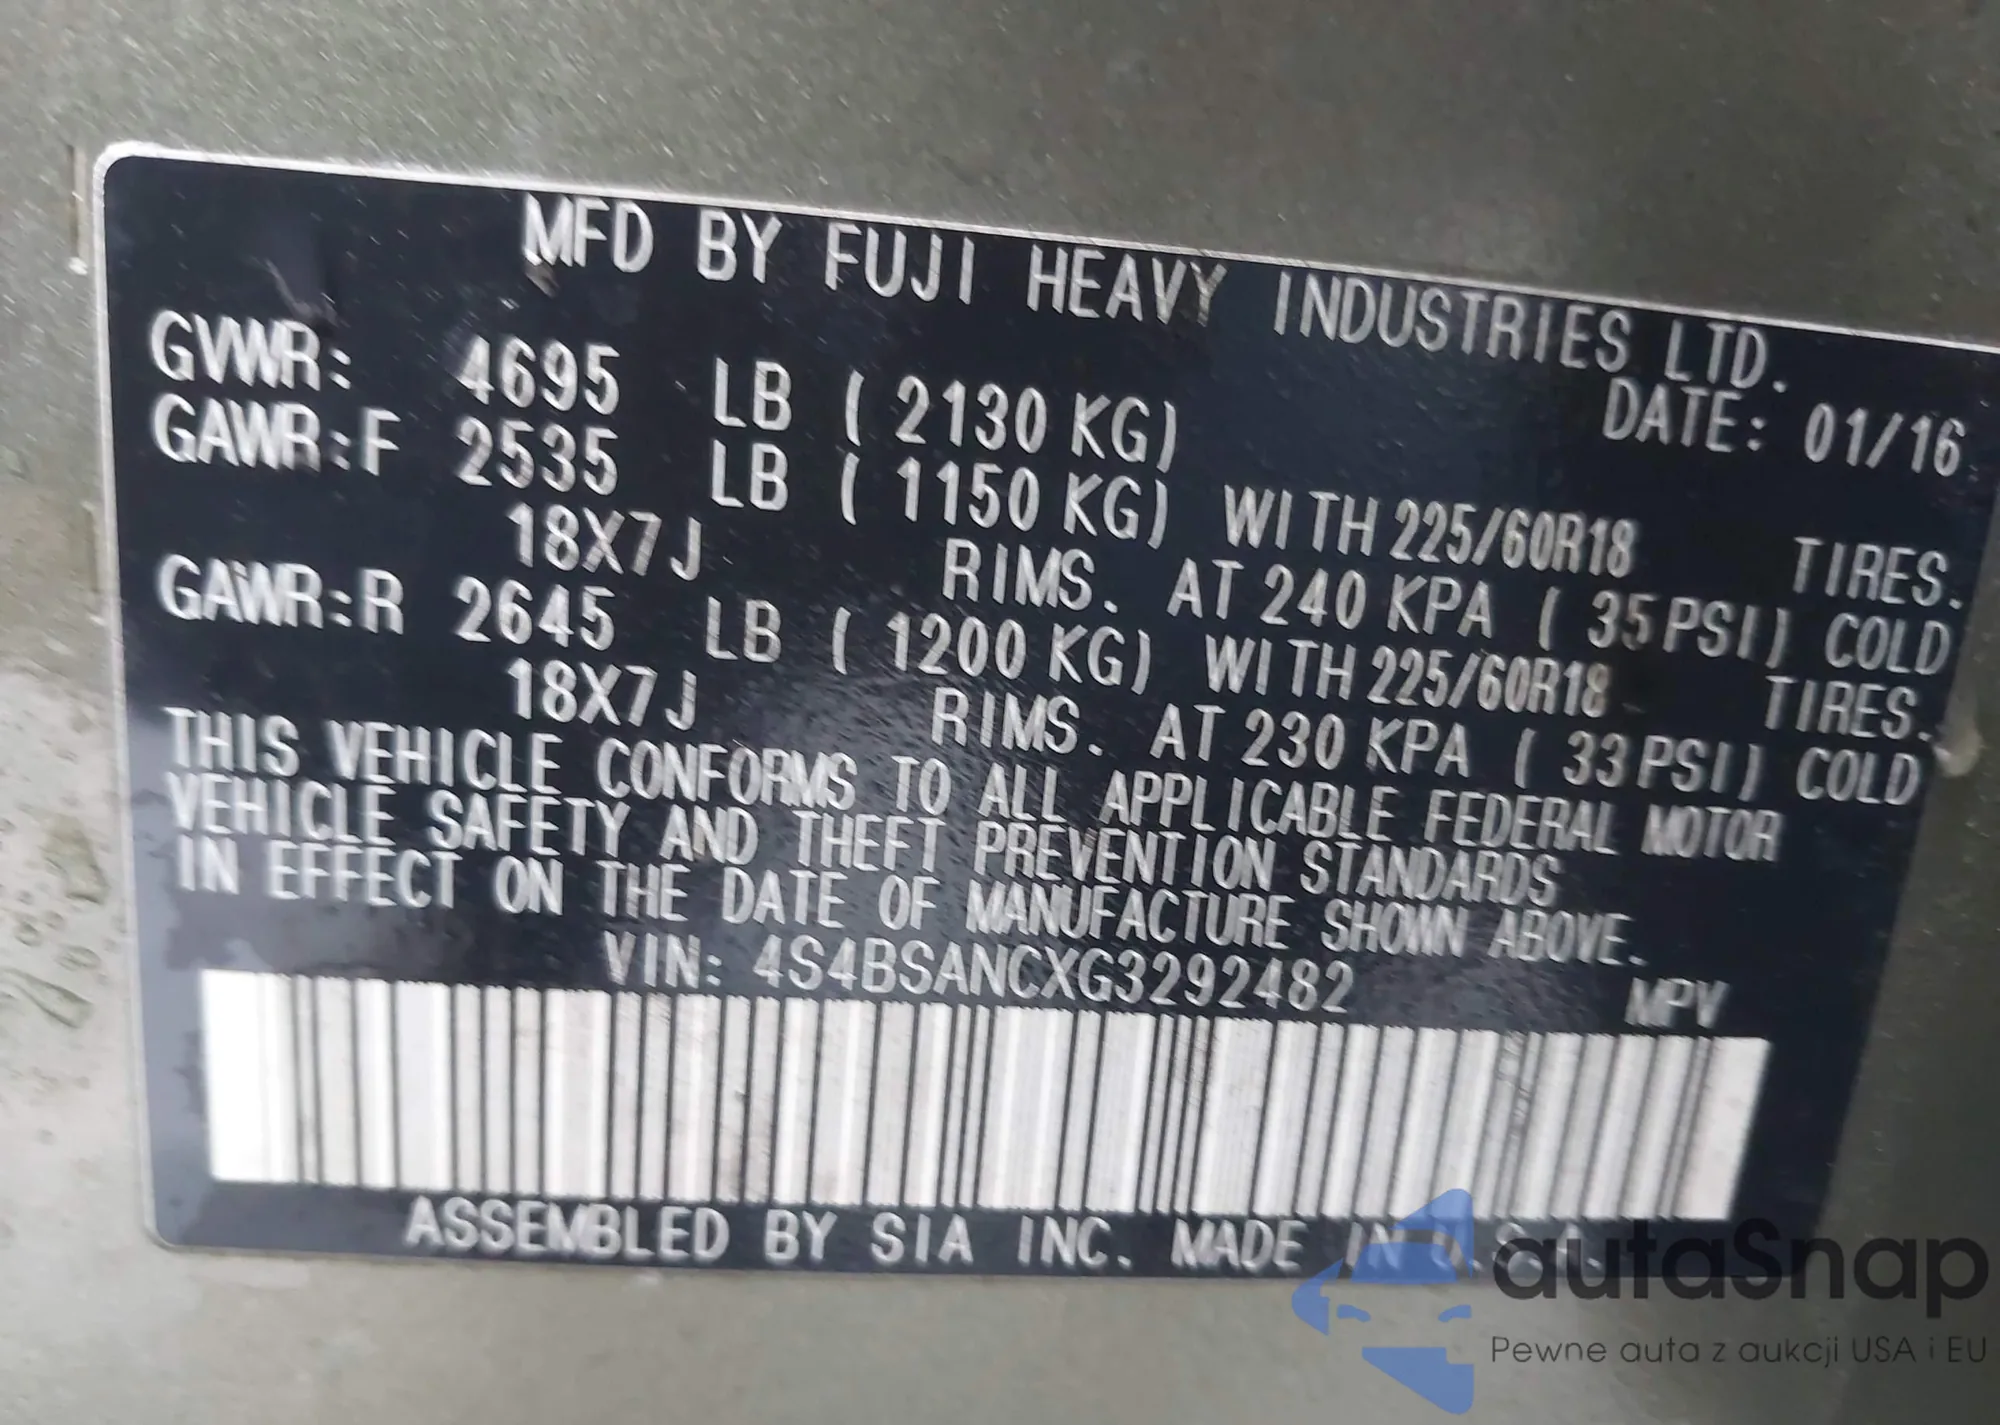 MFD BY FUJI HEAVY INDUSTRIES LTD.
GVWR: 4695 LB ( 2130 KG) DATE: 01/16
GAWR:F 2535 LB ( 1150 KG) WITH 225/60R18 TIRES.
18X7J RIMS. AT 240 KPA ( 35PSI) COLD
GAWR:R 2645 LB ( 1200 KG) WITH 225/60R18 TIRES.
18X7J RIMS. AT 230 KPA ( 33PSI) COLD
THIS VEHICLE CONFORMS TO ALL APPLICABLE FEDERAL MOTOR
VEHICLE SAFETY AND THEFT PREVENTION STANDARDS
IN EFFECT ON THE DATE OF MANUFACTURE SHOWN ABOVE.
VIN: 4S4BSANCXG3292482 MPV
ASSEMBLED BY SIA INC. MADE IN U.S.A.
autaSnap
Pewne auta z aukcji USA i EU